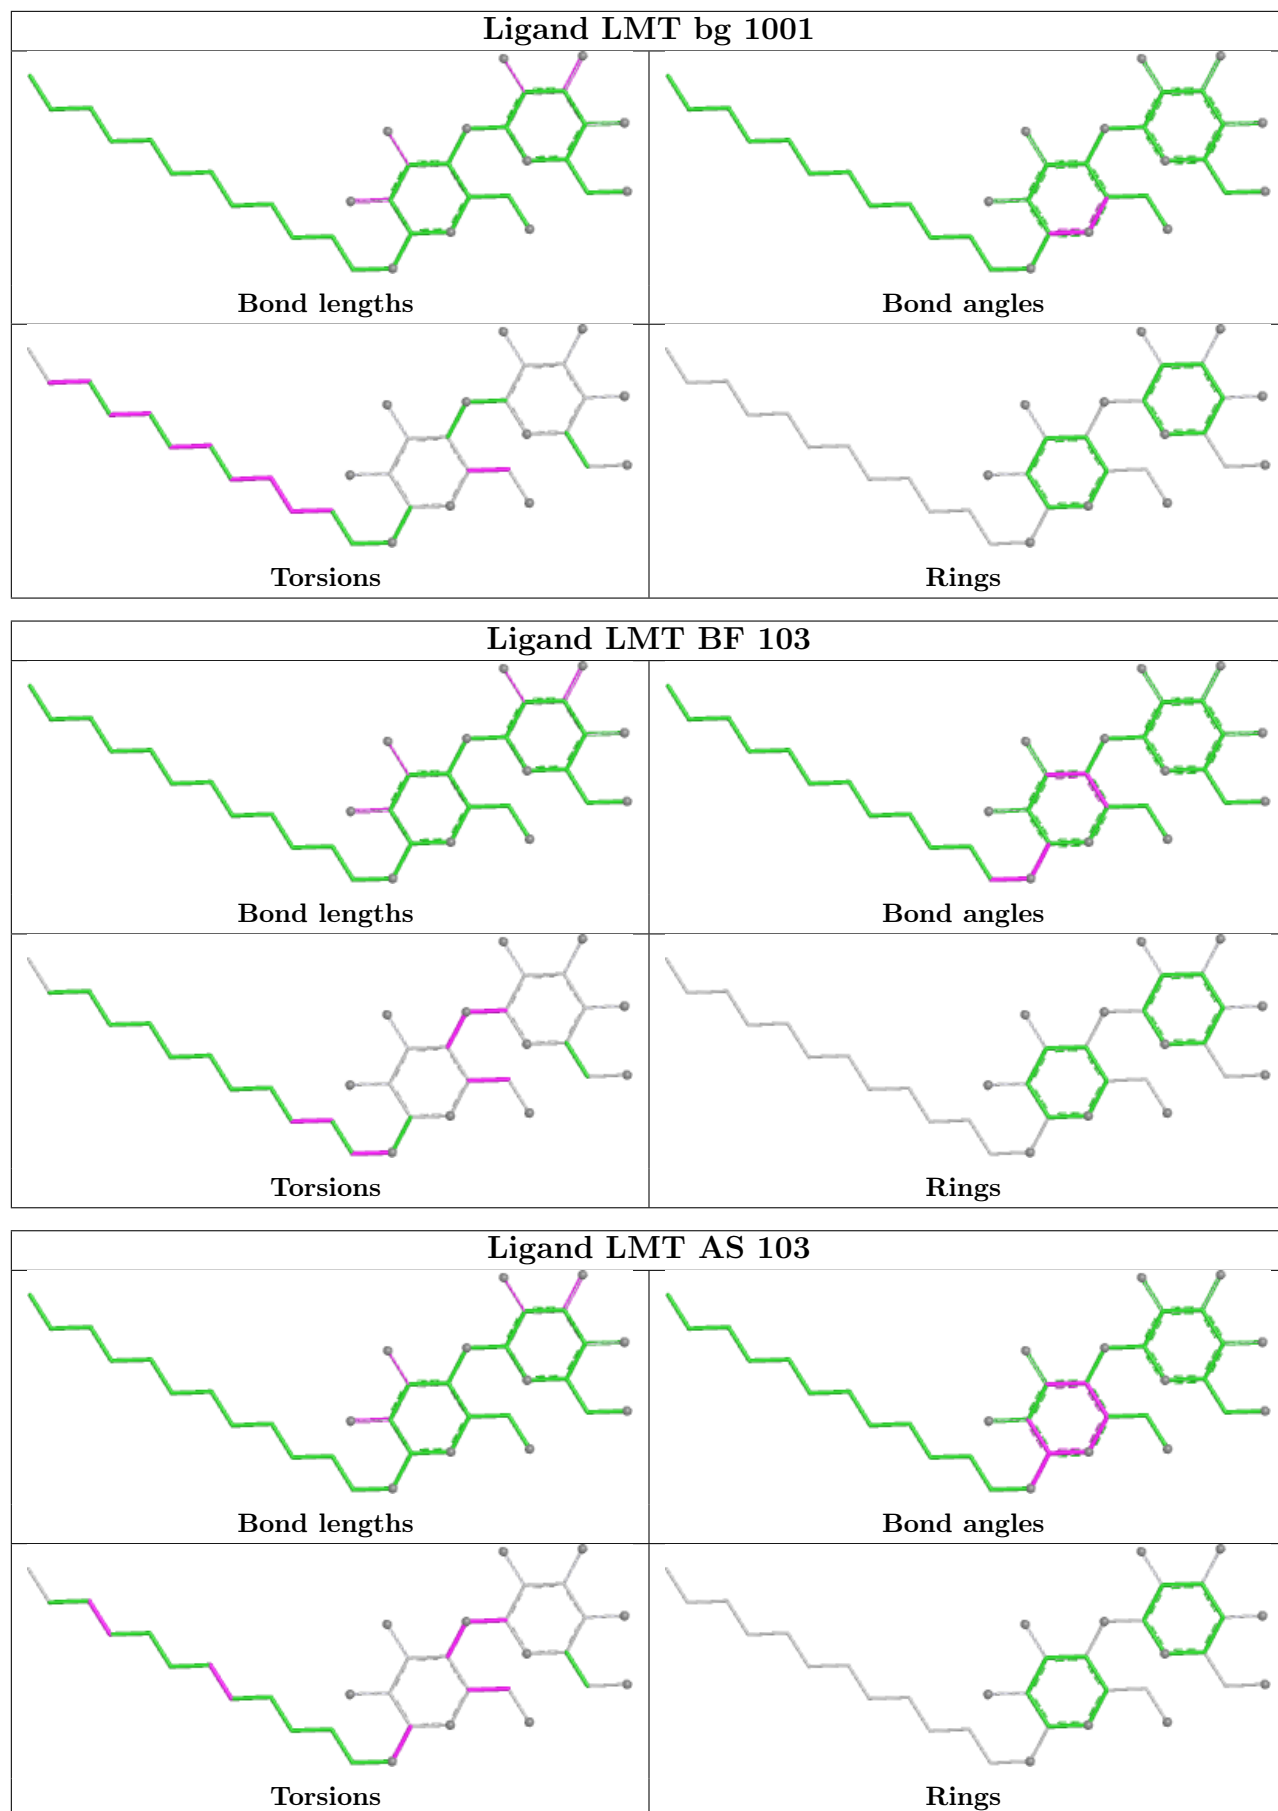 Ligand LMT bg 1001
Bond lengths
Bond angles
Torsions
Rings
Ligand LMT BF 103
Bond lengths
Bond angles
Torsions
Rings
Ligand LMT AS 103
Bond lengths
Bond angles
Torsions
Rings